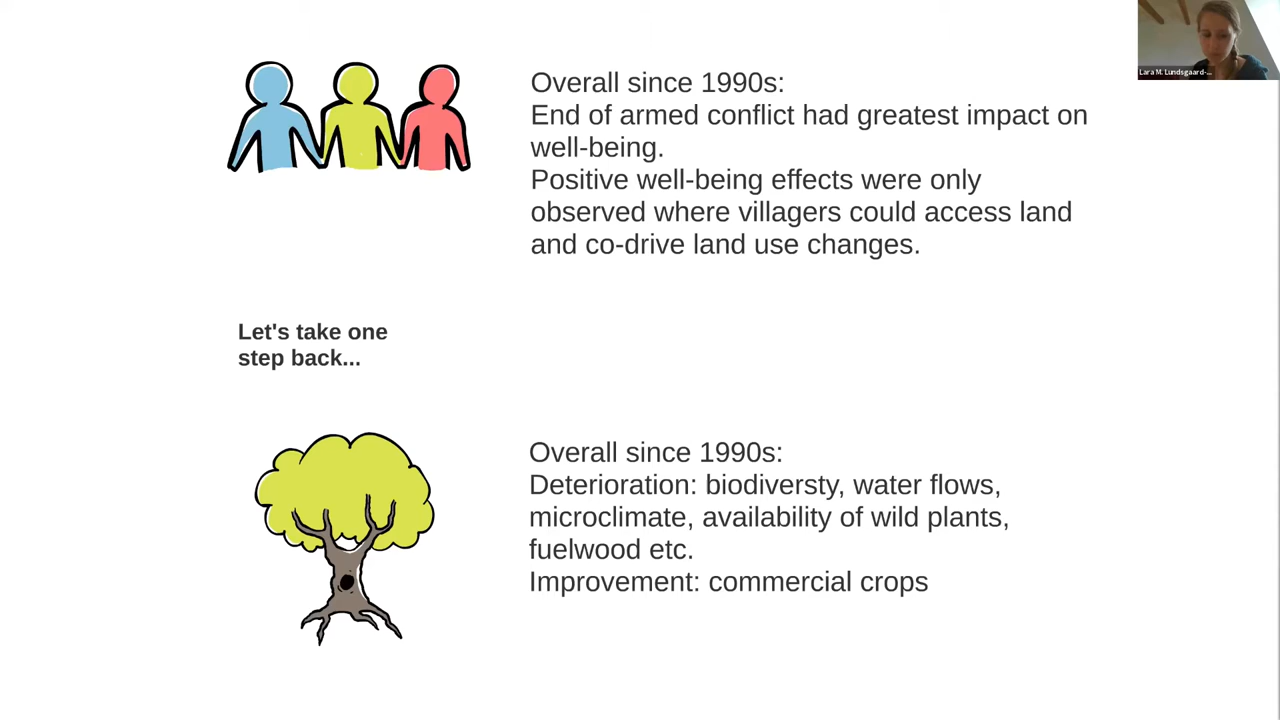 Lara M. Lundsgaard-...
Overall since 1990s:
End of armed conflict had greatest impact on
well-being.
Positive well-being effects were only
observed where villagers could access land
and co-drive land use changes.
Let's take one
step back...
Overall since 1990s:
Deterioration: biodiversty, water flows,
microclimate, availability of wild plants,
fuelwood etc.
Improvement: commercial crops